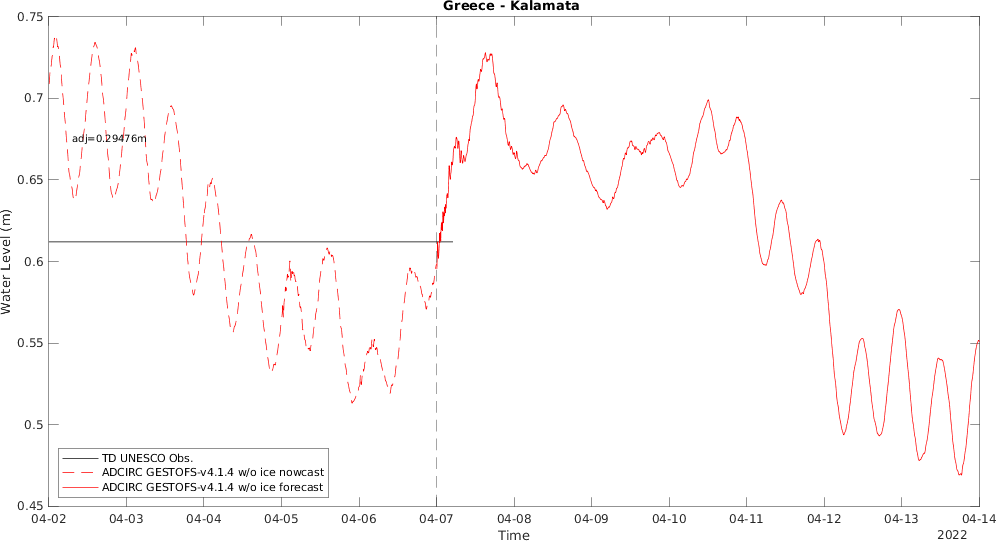 Greece - Kalamata
0.75
0.7
0.65
0.6
0.55
0.5
0.45
Water Level (m)
adj=0.29476m
TD UNESCO Obs.
ADCIRC GESTOFS-v4.1.4 w/o ice nowcast
ADCIRC GESTOFS-v4.1.4 w/o ice forecast
04-02 04-03 04-04 04-05 04-06 04-07 04-08 04-09 04-10 04-11 04-12 04-13 04-14
Time
2022